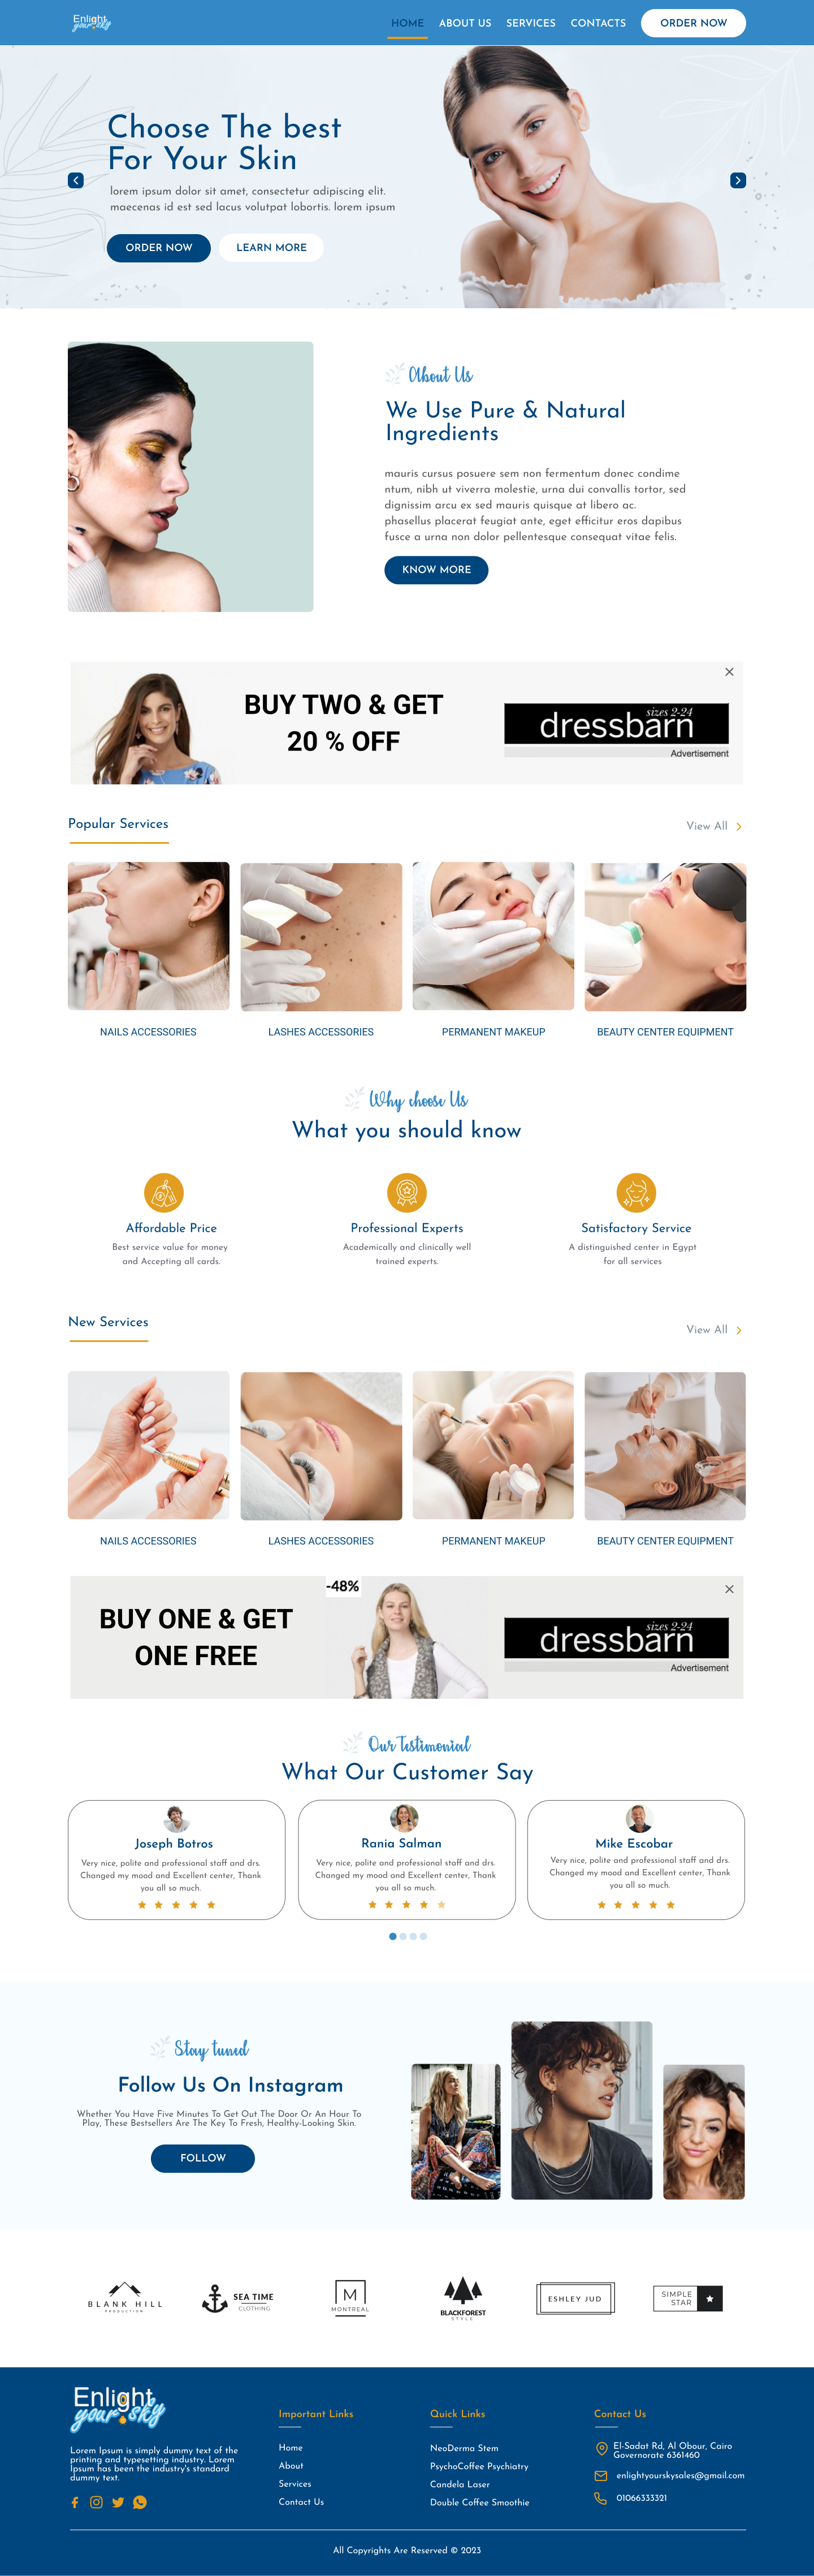 Enlight
your sky
HOME ABOUT US SERVICES CONTACTS ORDER NOW
Choose The best
For Your Skin
lorem ipsum dolor sit amet, consectetur adipiscing elit.
maecenas id est sed lacus volutpat lobortis. lorem ipsum
ORDER NOW LEARN MORE
About Us
We Use Pure & Natural
Ingredients
mauris cursus posuere sem non fermentum donec condime
ntum, nibh ut viverra molestie, urna dui convallis tortor, sed
dignissim arcu ex sed mauris quisque at libero ac.
phasellus placerat feugiat ante, eget efficitur eros dapibus
fusce a urna non dolor pellentesque consequat vitae felis.
KNOW MORE
BUY TWO & GET
20 % OFF
sizes 2-24
dressbarn
Advertisement
Popular Services
View All
NAILS ACCESSORIES LASHES ACCESSORIES PERMANENT MAKEUP BEAUTY CENTER EQUIPMENT
Why choose Us
What you should know
Affordable Price
Best service value for money
and Accepting all cards.
Professional Experts
Academically and clinically well
trained experts.
Satisfactory Service
A distinguished center in Egypt
for all services
New Services
View All
NAILS ACCESSORIES LASHES ACCESSORIES PERMANENT MAKEUP BEAUTY CENTER EQUIPMENT
BUY ONE & GET
ONE FREE
-48%
sizes 2-24
dressbarn
Advertisement
Our Testimonial
What Our Customer Say
Joseph Botros
Very nice, polite and professional staff and drs.
Changed my mood and Excellent center, Thank
you all so much.
Rania Salman
Very nice, polite and professional staff and drs.
Changed my mood and Excellent center, Thank
you all so much.
Mike Escobar
Very nice, polite and professional staff and drs.
Changed my mood and Excellent center, Thank
you all so much.
Stay tuned
Follow Us On Instagram
Whether You Have Five Minutes To Get Out The Door Or An Hour To
Play, These Bestsellers Are The Key To Fresh, Healthy-Looking Skin.
FOLLOW
BLANK HILL
PRODUCTION
SEA TIME
CLOTHING
M
MONTREAL
BLACKFOREST
STYLE
ESHLEY JUD
SIMPLE
STAR
Enlight
your sky
Lorem Ipsum is simply dummy text of the
printing and typesetting industry. Lorem
Ipsum has been the industry's standard
dummy text.
Important Links
Home
About
Services
Contact Us
Quick Links
NeoDerma Stem
PsychoCoffee Psychiatry
Candela Laser
Double Coffee Smoothie
Contact Us
El-Sadat Rd, Al Obour, Cairo
Governorate 6361460
enlightyourskysales@gmail.com
01066333321
All Copyrights Are Reserved © 2023